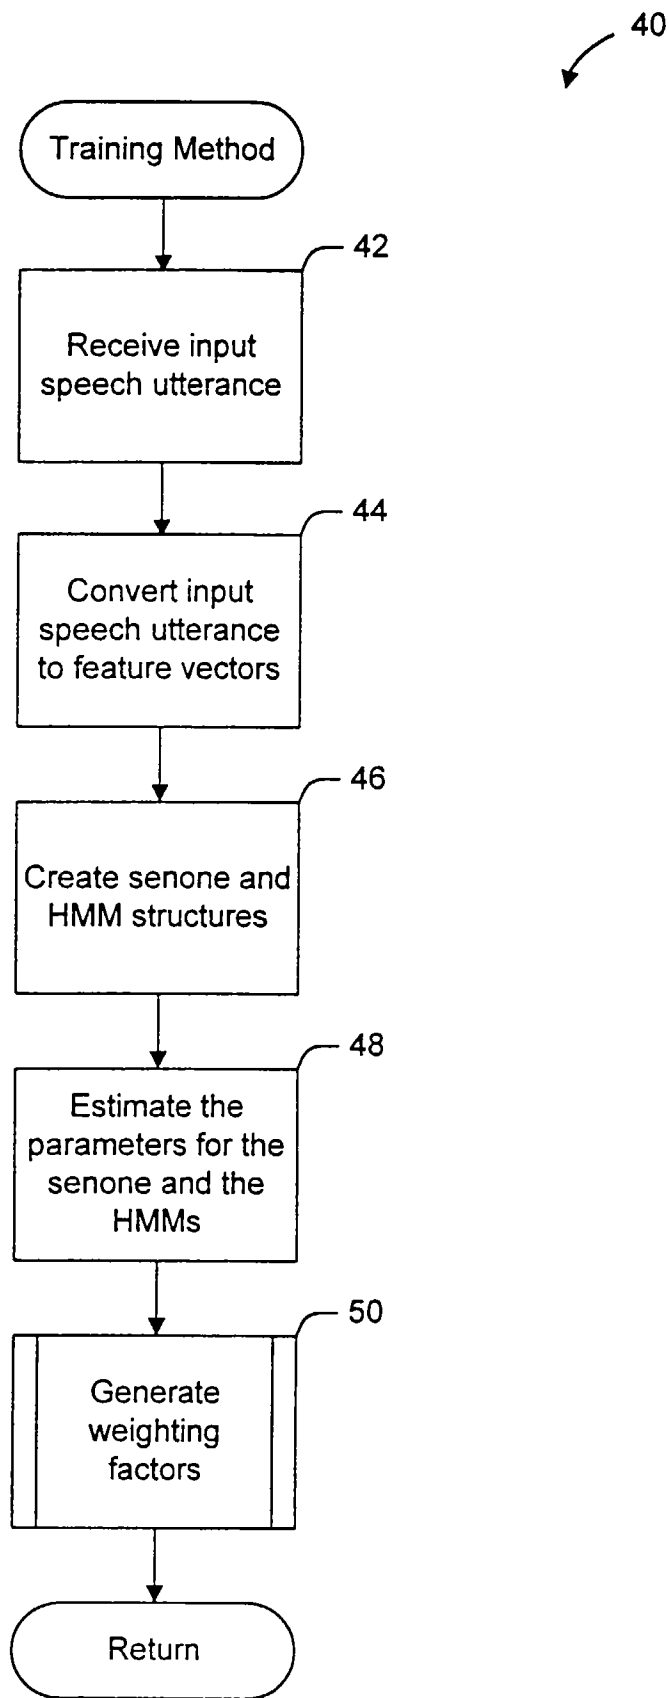 40
Training Method
42
Receive input
speech utterance
44
Convert input
speech utterance
to feature vectors
46
Create senone and
HMM structures
48
Estimate the
parameters for the
senone and the
HMMs
50
Generate
weighting
factors
Return